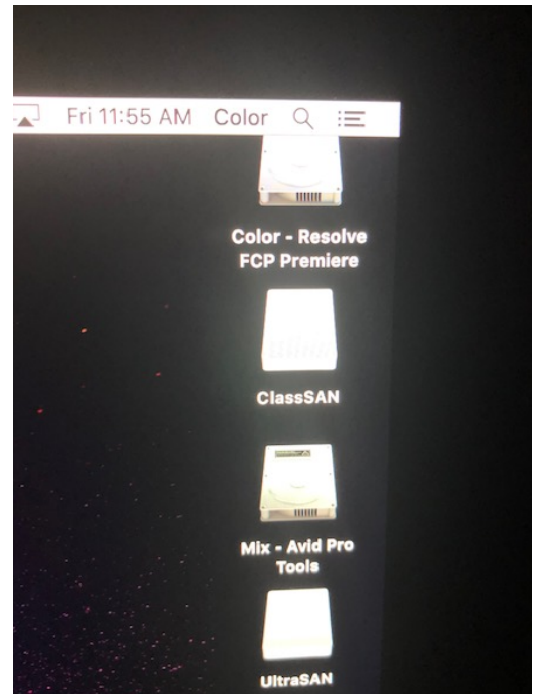 Fri 11:55 AM Color
Color - Resolve
FCP Premiere
ClassSAN
Mix - Avid Pro
Tools
UltraSAN